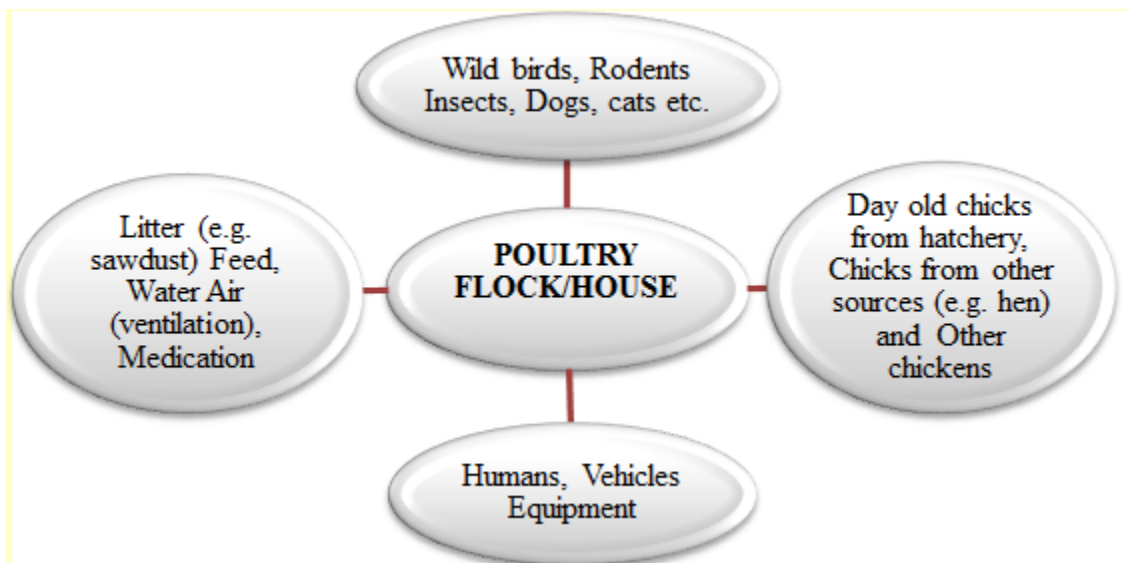 Wild birds, Rodents
Insects, Dogs, cats etc.
Litter (e.g.
sawdust) Feed,
Water Air
(ventilation),
Medication
POULTRY
FLOCK/HOUSE
Day old chicks
from hatchery,
Chicks from other
sources (e.g. hen)
and Other
chickens
Humans, Vehicles
Equipment